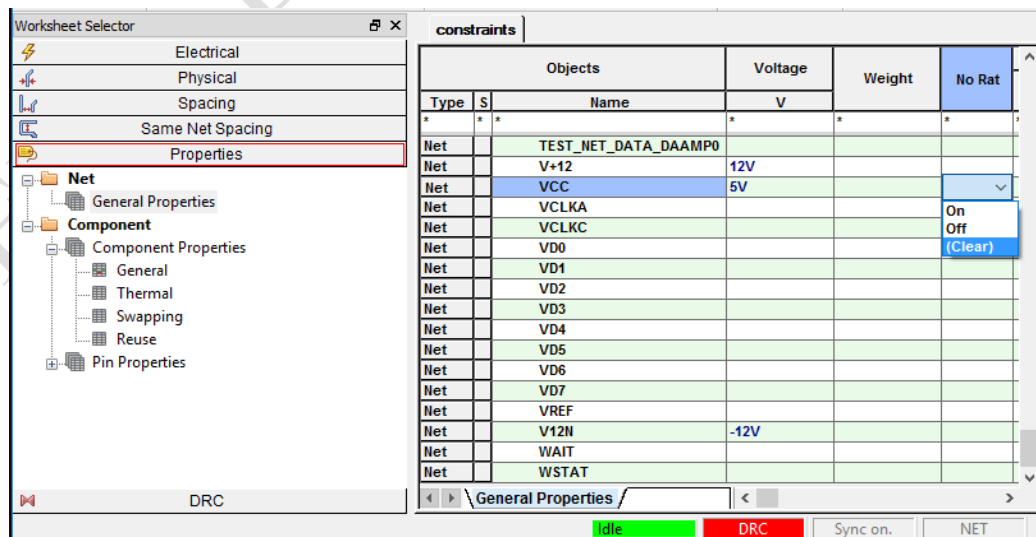 Worksheet Selector
Electrical
Physical
Spacing
Same Net Spacing
Properties
Net
General Properties
Component
Component Properties
General
Thermal
Swapping
Reuse
Pin Properties
DRC
constraints
Objects Voltage Weight No Rat
Type S Name V
* * * * * *
Net TEST_NET_DATA_DAAMP0
Net V+12 12V
Net VCC 5V
Net VCLKA On
Net VCLKC Off
Net VD0 (Clear)
Net VD1
Net VD2
Net VD3
Net VD4
Net VD5
Net VD6
Net VD7
Net VREF
Net V12N -12V
Net WAIT
Net WSTAT
General Properties
Idle DRC Sync on. NET